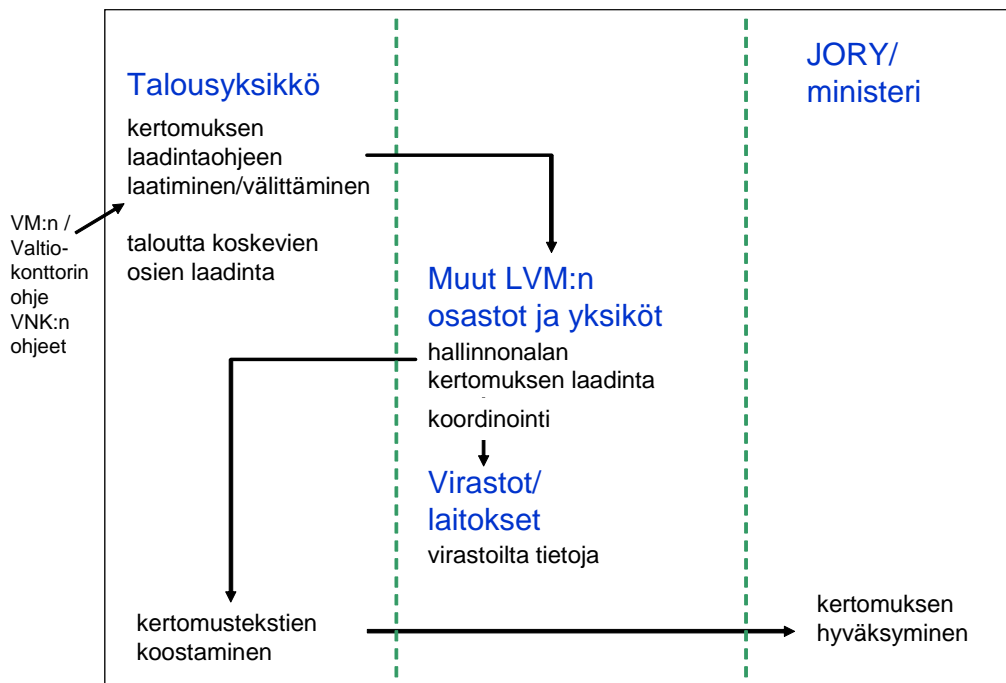 VM:n /
Valtio-
konttorin
ohje
VNK:n
ohjeet
Talousyksikkö
kertomuksen
laadintaohjeen
laatiminen/välittäminen
taloutta koskevien
osien laadinta
Muut LVM:n
osastot ja yksiköt
hallinnonalan
kertomuksen laadinta
koordinointi
Virastot/
laitokset
virastoilta tietoja
kertomustekstien
koostaminen
JORY/
ministeri
kertomuksen
hyväksyminen